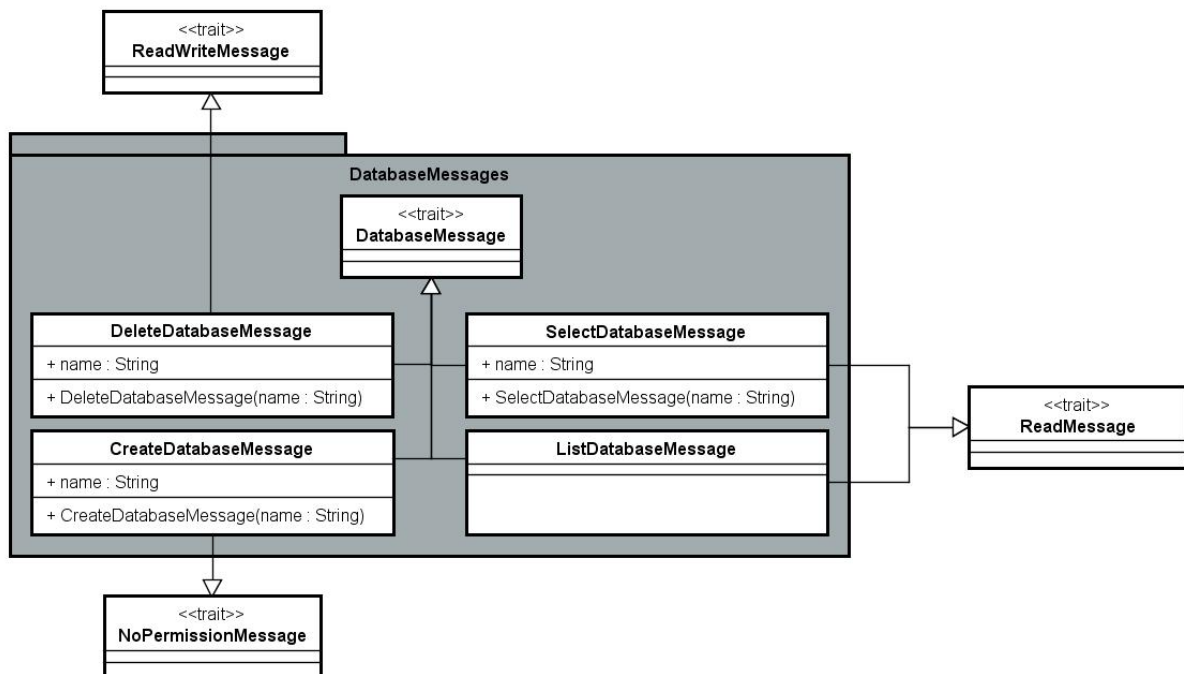 <<trait>>
ReadWriteMessage
DatabaseMessages
<<trait>>
DatabaseMessage
DeleteDatabaseMessage
+ name : String
+ DeleteDatabaseMessage(name : String)
SelectDatabaseMessage
+ name : String
+ SelectDatabaseMessage(name : String)
<<trait>>
ReadMessage
CreateDatabaseMessage
+ name : String
+ CreateDatabaseMessage(name : String)
ListDatabaseMessage
<<trait>>
NoPermissionMessage